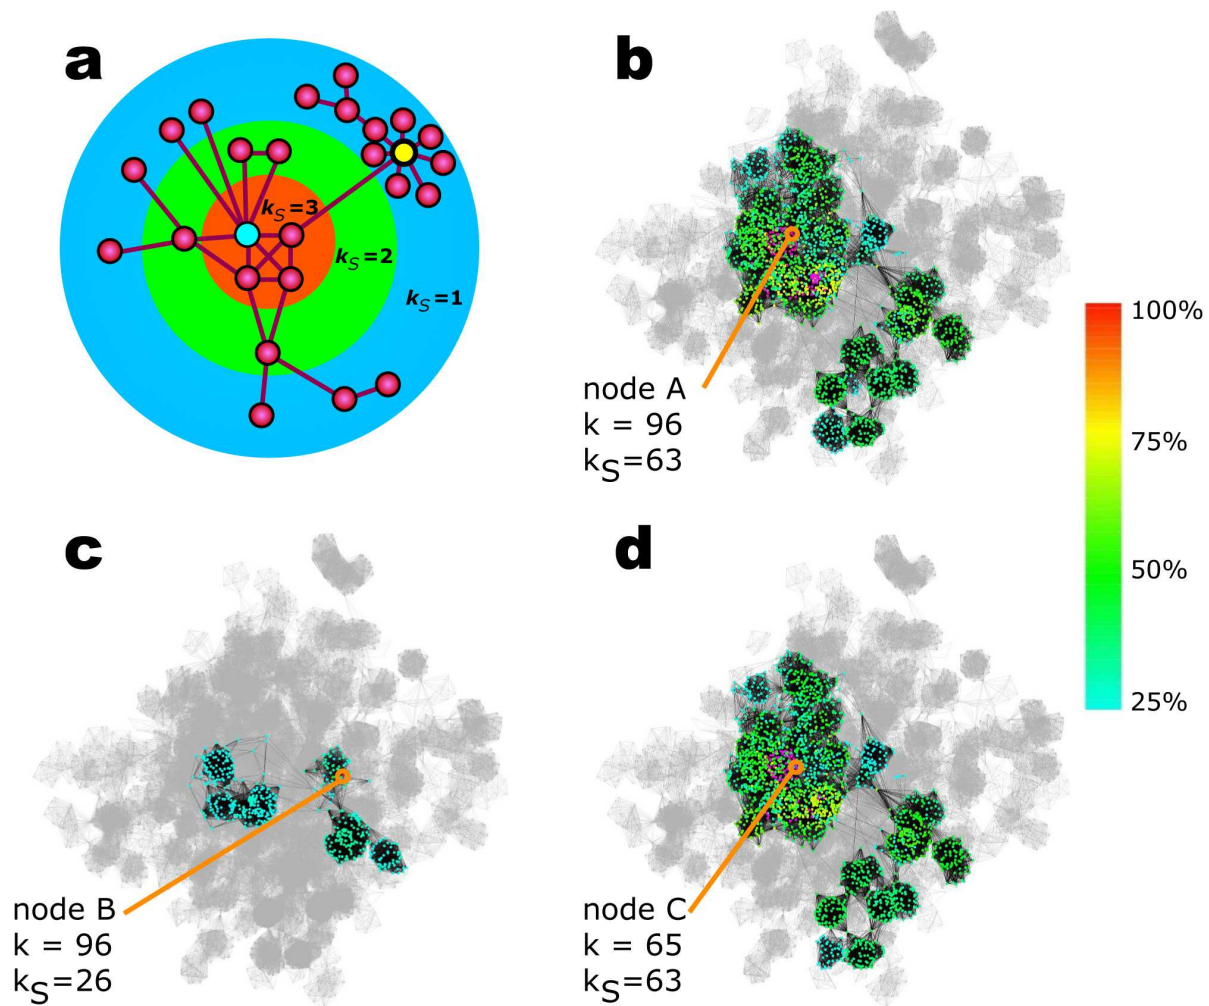 a
k_S=3
k_S=2
k_S=1
b
node A
k = 96
k_S=63
100%
75%
50%
25%
c
node B
k = 96
k_S=26
d
node C
k = 65
k_S=63